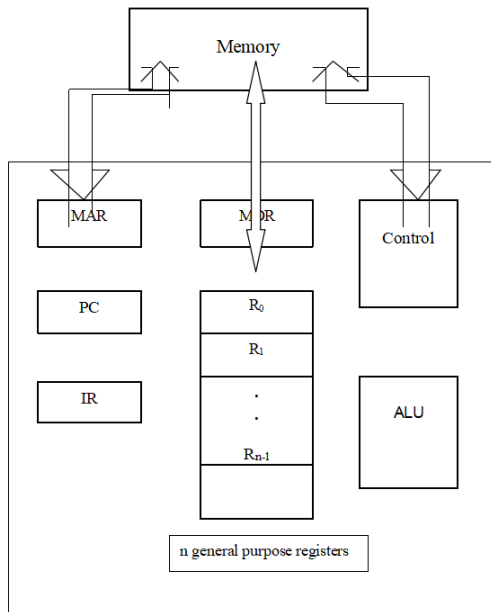 Memory
MAR
MDR
Control
PC
R₀
R₁
IR
.
.
ALU
Rₙ₋₁
n general purpose registers